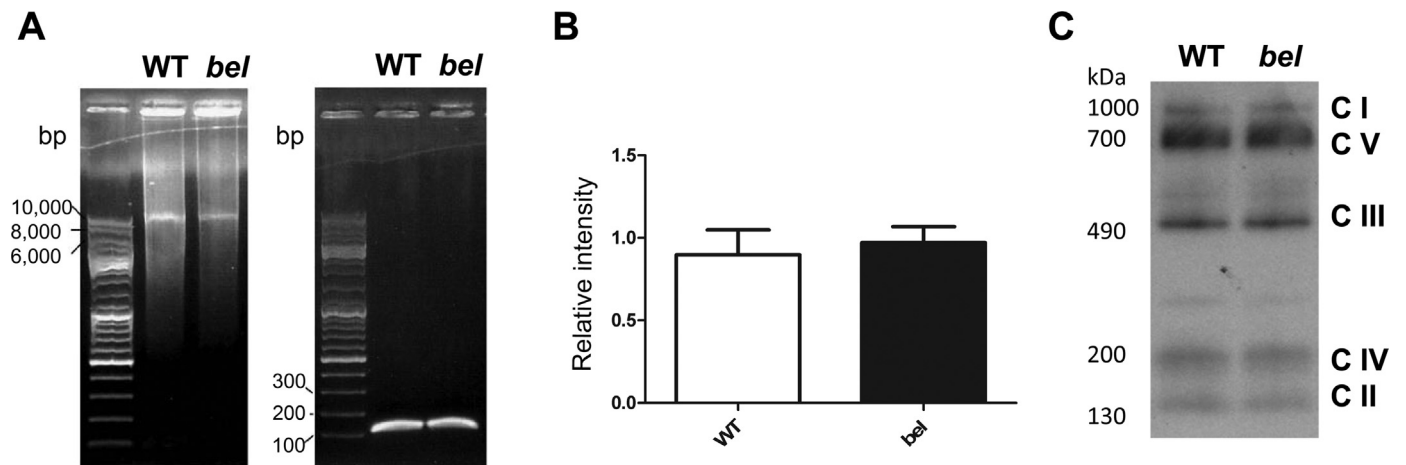 A
WT bel
bp
10,000
8,000
6,000
WT bel
bp
300
200
100
B
Relative intensity
1.5
1.0
0.5
0.0
WT
bel
C
WT bel
kDa
1000
700
490
200
130
C I
C V
C III
C IV
C II